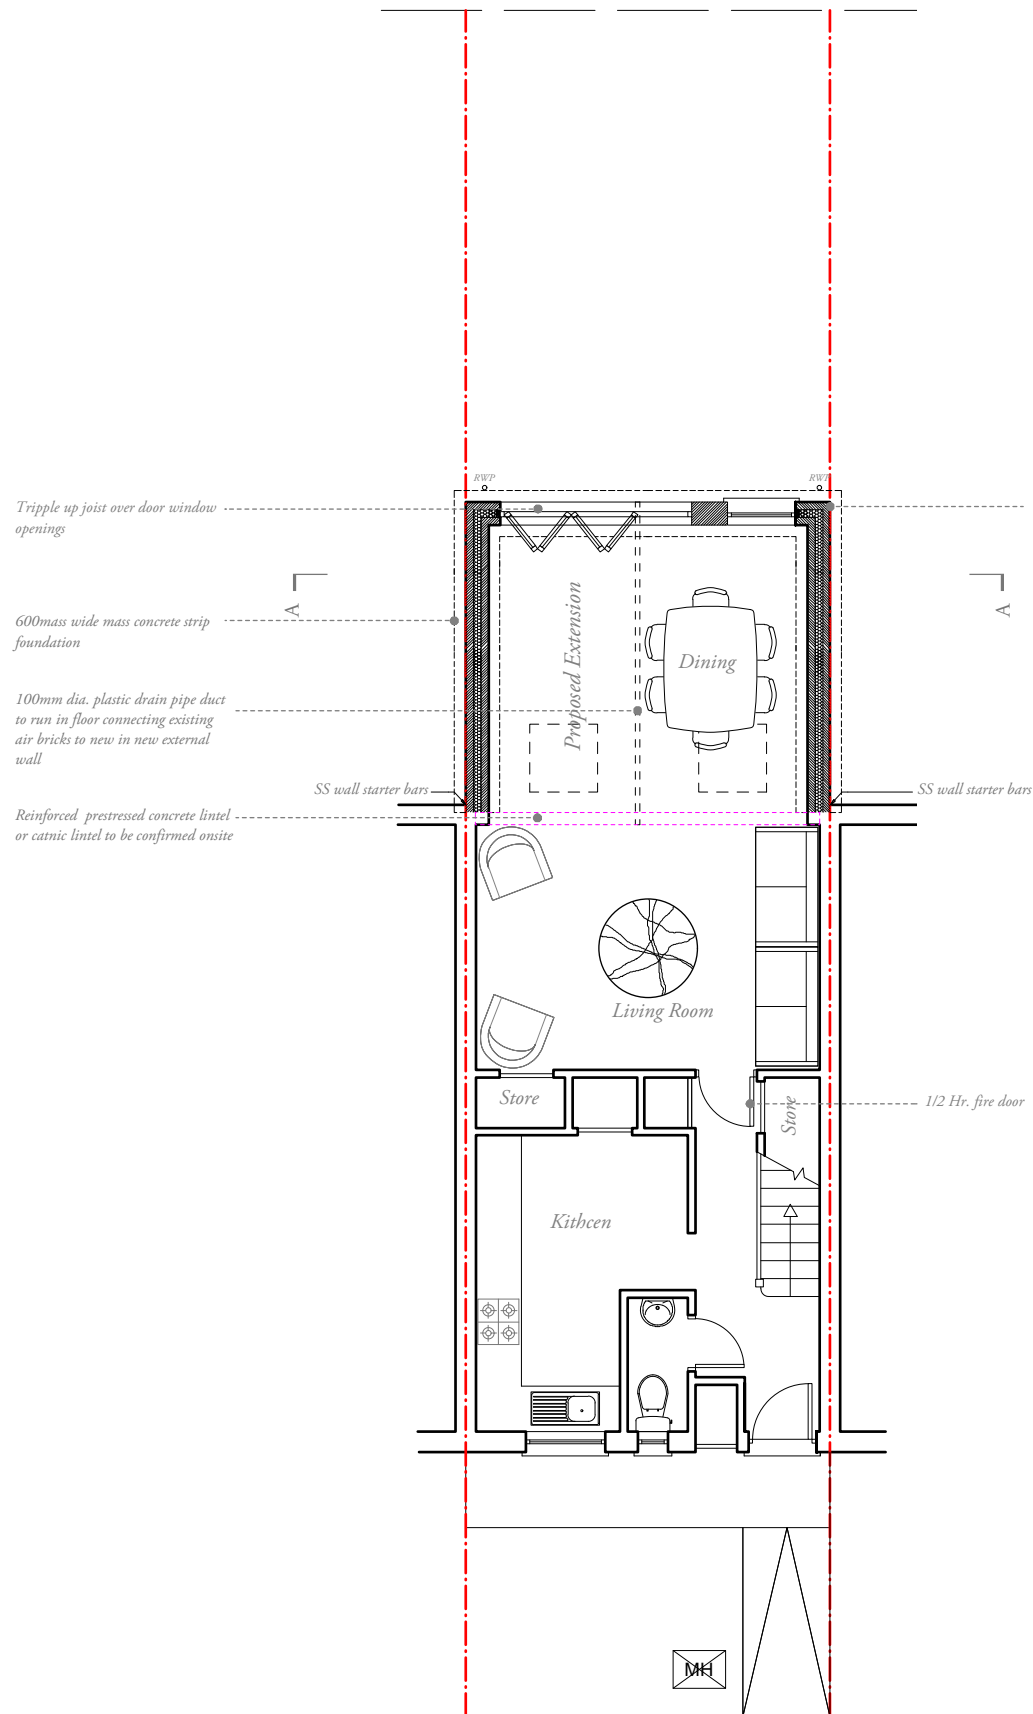 RWP
RWP
Tripple up joist over door window
openings
A
A
600mass wide mass concrete strip
foundation
Proposed Extension
Dining
100mm dia. plastic drain pipe duct
to run in floor connecting existing
air bricks to new in new external
wall
SS wall starter bars
SS wall starter bars
Reinforced prestressed concrete lintel
or catnic lintel to be confirmed onsite
Living Room
Store
Store
1/2 Hr. fire door
Kithcen
MH